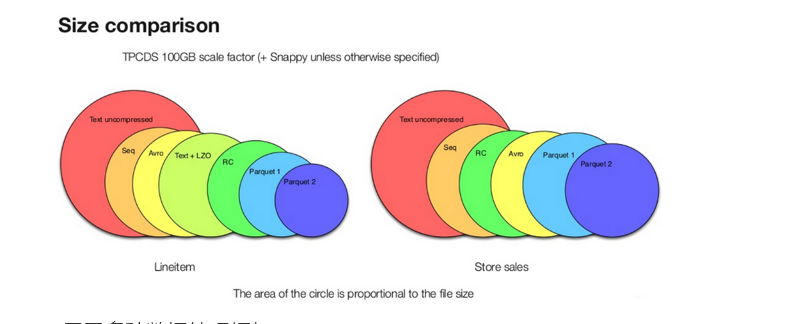 Size comparison
TPCDS 100GB scale factor (+ Snappy unless otherwise specified)
Text uncompressed
Seq
Avro
Text + LZO
RC
Parquet 1
Parquet 2
Text uncompressed
Seq
RC
Avro
Parquet 1
Parquet 2
Lineitem
Store sales
The area of the circle is proportional to the file size